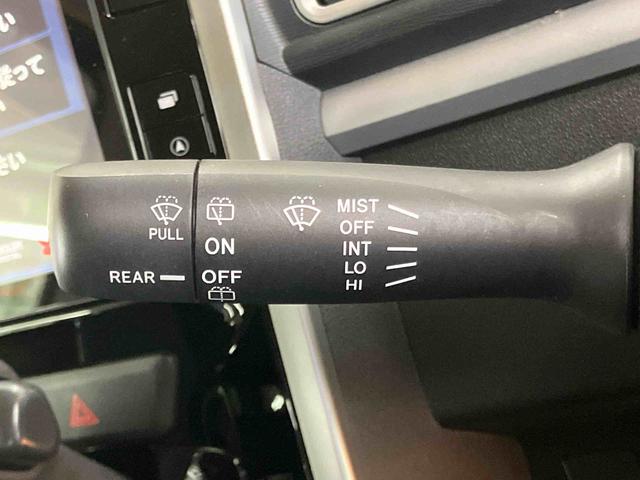 PULL
REAR
ON
OFF
MIST
OFF
INT
LO
HI